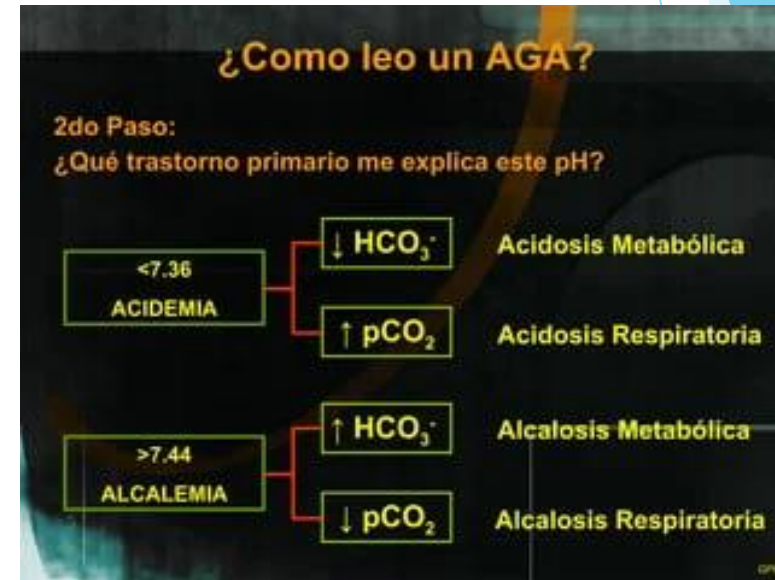 ¿Como leo un AGA?
2do Paso:
¿Qué trastorno primario me explica este pH?
<7.36
ACIDEMIA
↓ HCO₃⁻ Acidosis Metabólica
↑ pCO₂ Acidosis Respiratoria
>7.44
ALCALEMIA
↑ HCO₃⁻ Alcalosis Metabólica
↓ pCO₂ Alcalosis Respiratoria